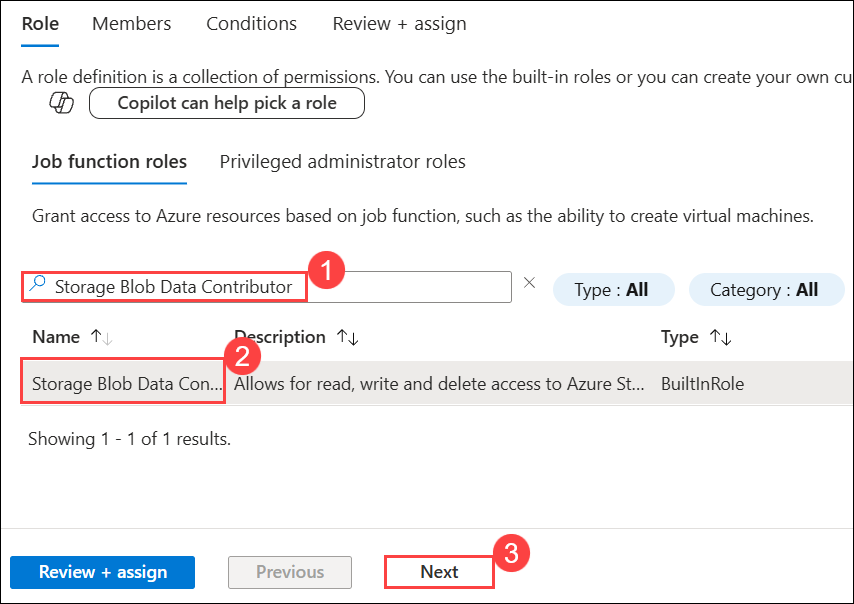 Role Members Conditions Review + assign
A role definition is a collection of permissions. You can use the built-in roles or you can create your own cu
Copilot can help pick a role
Job function roles Privileged administrator roles
Grant access to Azure resources based on job function, such as the ability to create virtual machines.
1
Storage Blob Data Contributor Type : All Category : All
Name Description Type
2
Storage Blob Data Con... Allows for read, write and delete access to Azure St... BuiltInRole
Showing 1 - 1 of 1 results.
3
Review + assign Previous Next